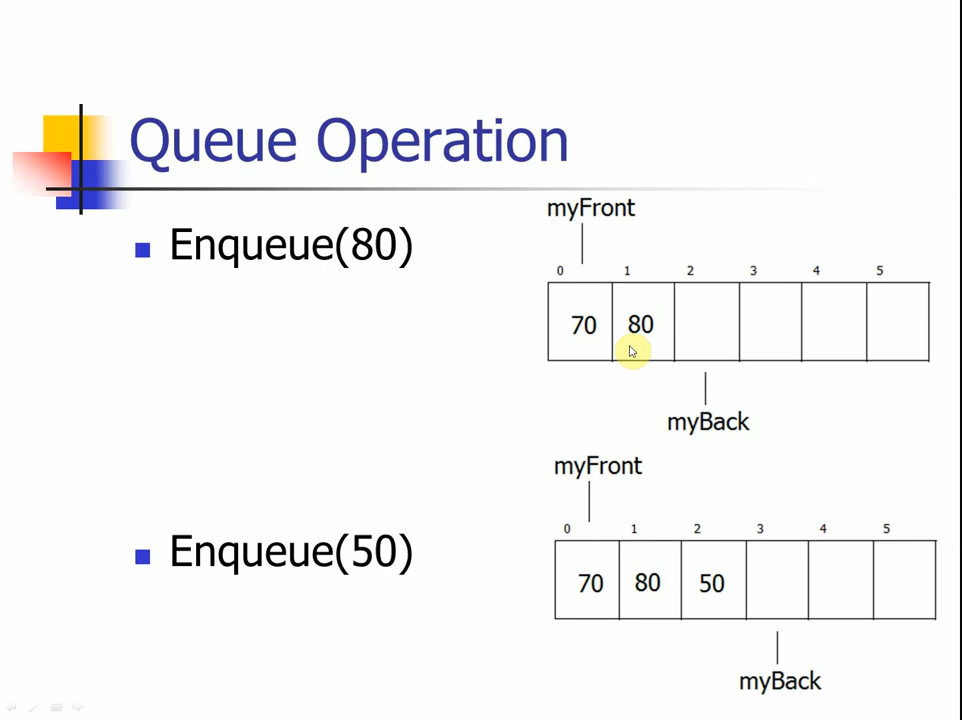 Queue Operation
Enqueue(80)
myFront
0 1 2 3 4 5
70 80
myBack
Enqueue(50)
myFront
0 1 2 3 4 5
70 80 50
myBack